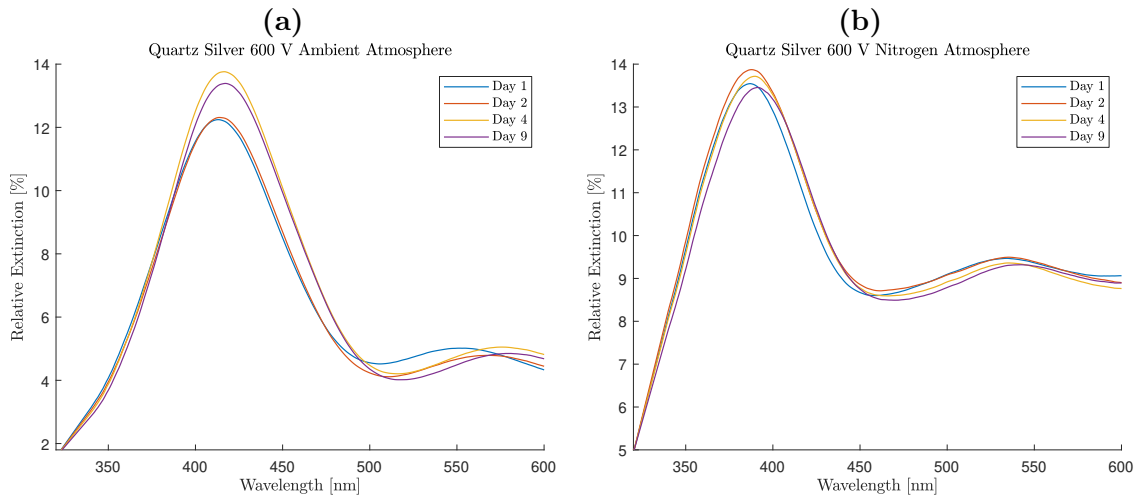 (a)
Quartz Silver 600 V Ambient Atmosphere
14
12
10
8
6
4
2
350
400
450
500
550
600
Relative Extinction [%]
Wavelength [nm]
Day 1
Day 2
Day 4
Day 9
(b)
Quartz Silver 600 V Nitrogen Atmosphere
14
13
12
11
10
9
8
7
6
5
350
400
450
500
550
600
Relative Extinction [%]
Wavelength [nm]
Day 1
Day 2
Day 4
Day 9